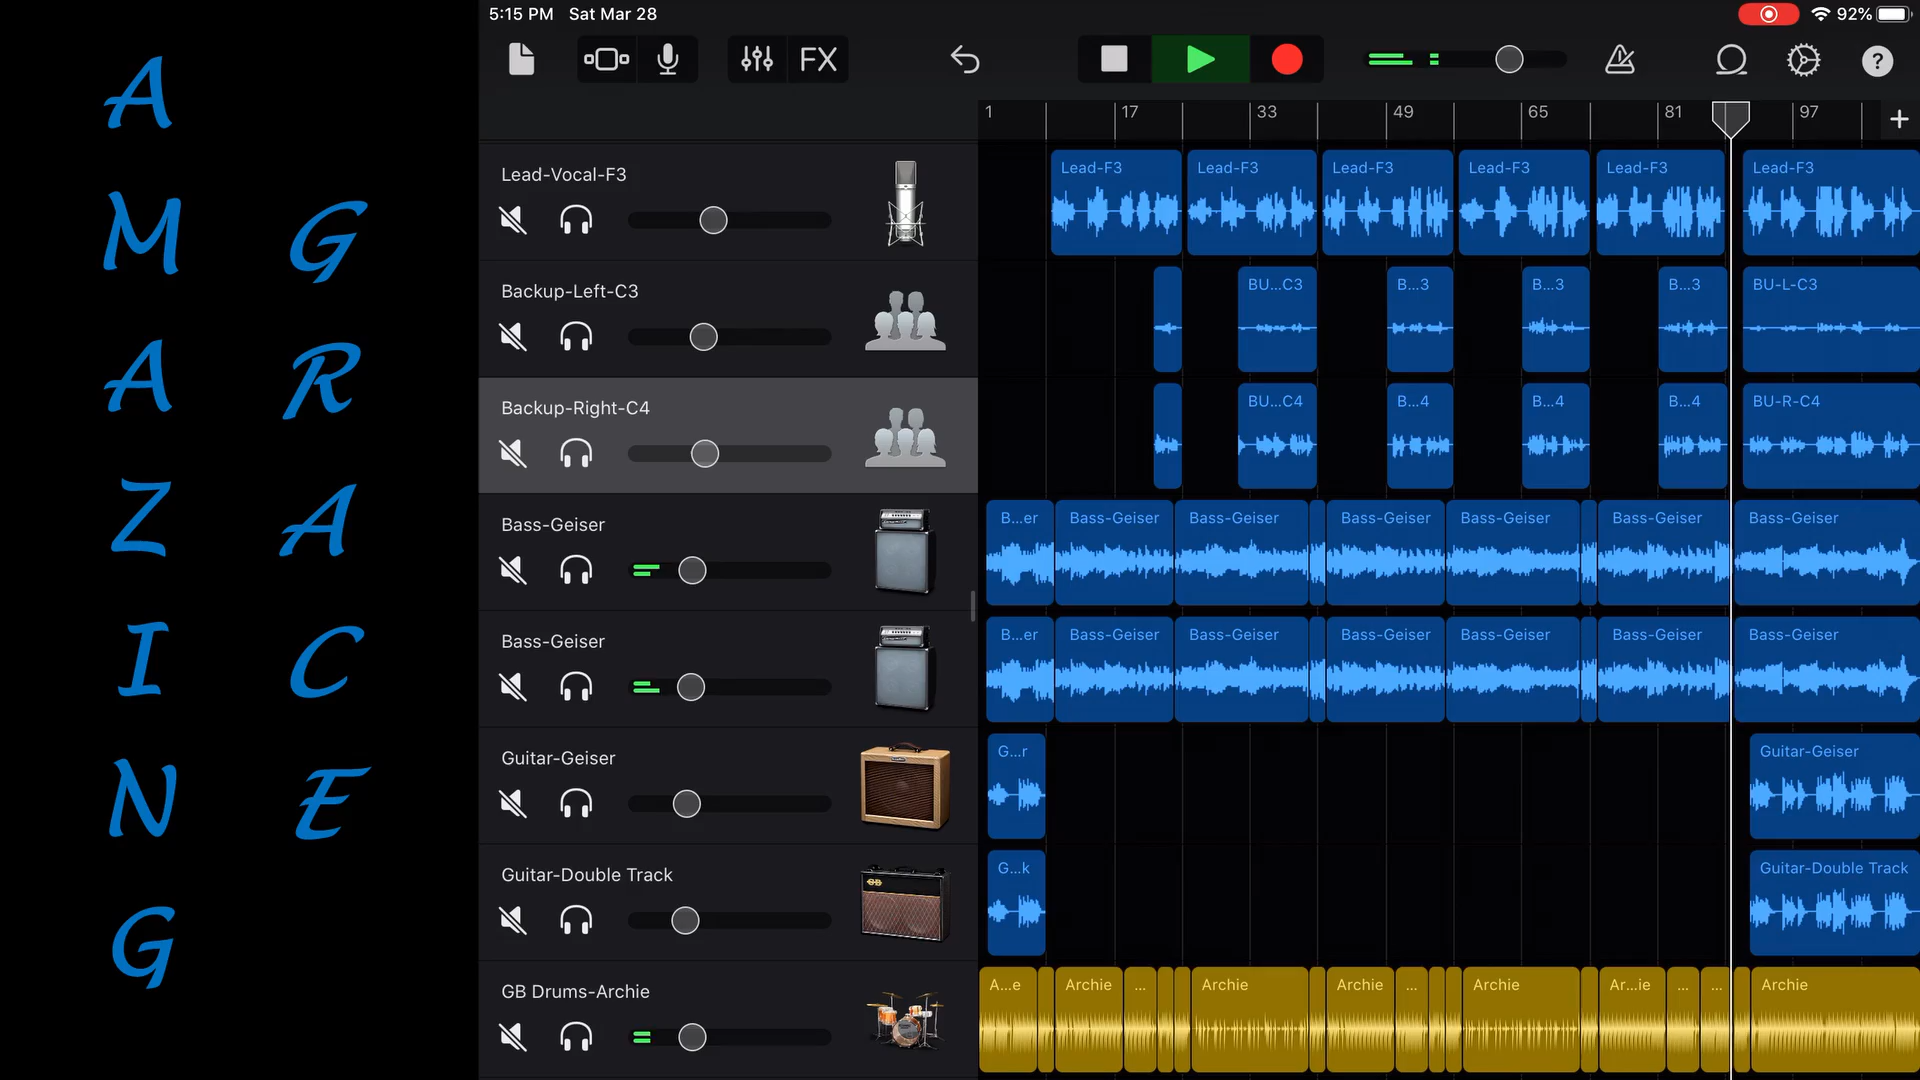 AMAZING
GRACE
5:15 PM Sat Mar 28
92%
FX
?
1 17 33 49 65 81 97 +
Lead-Vocal-F3
Lead-F3 Lead-F3 Lead-F3 Lead-F3 Lead-F3 Lead-F3
Backup-Left-C3
BU...C3 B...3 B...3 B...3 BU-L-C3
Backup-Right-C4
BU...C4 B...4 B...4 B...4 BU-R-C4
Bass-Geiser
B...er Bass-Geiser Bass-Geiser Bass-Geiser Bass-Geiser Bass-Geiser Bass-Geiser
Bass-Geiser
B...er Bass-Geiser Bass-Geiser Bass-Geiser Bass-Geiser Bass-Geiser Bass-Geiser
Guitar-Geiser
G...r Guitar-Geiser
Guitar-Double Track
G...k Guitar-Double Track
GB Drums-Archie
A...e Archie ... Archie Archie ... Archie Ar...ie ... ... Archie